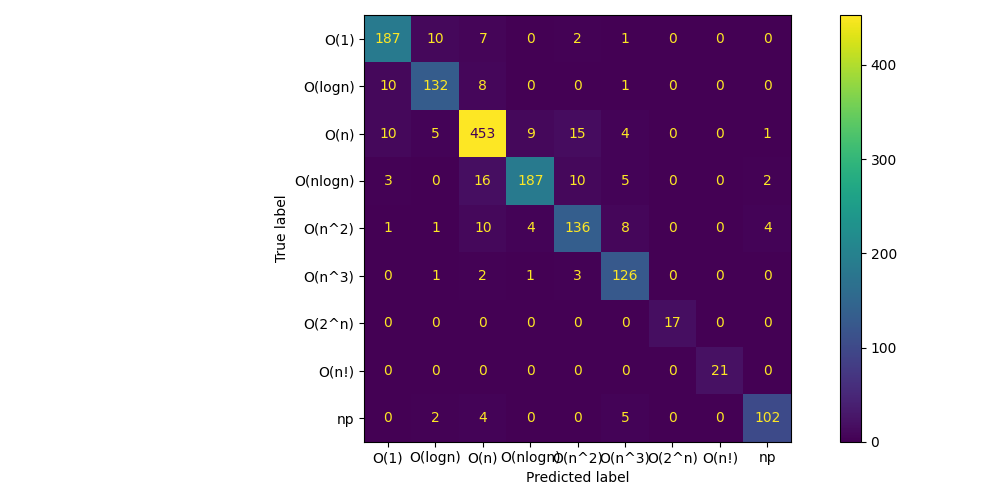 O(1) 187 10 7 0 2 1 0 0 0
O(logn) 10 132 8 0 0 1 0 0 0
O(n) 10 5 453 9 15 4 0 0 1
O(nlogn) 3 0 16 187 10 5 0 0 2
O(n^2) 1 1 10 4 136 8 0 0 4
O(n^3) 0 1 2 1 3 126 0 0 0
O(2^n) 0 0 0 0 0 0 17 0 0
O(n!) 0 0 0 0 0 0 0 21 0
np 0 2 4 0 0 5 0 0 102
O(1) O(logn) O(n) O(nlogn) O(n^2) O(n^3) O(2^n) O(n!) np
Predicted label
True label
400
300
200
100
0